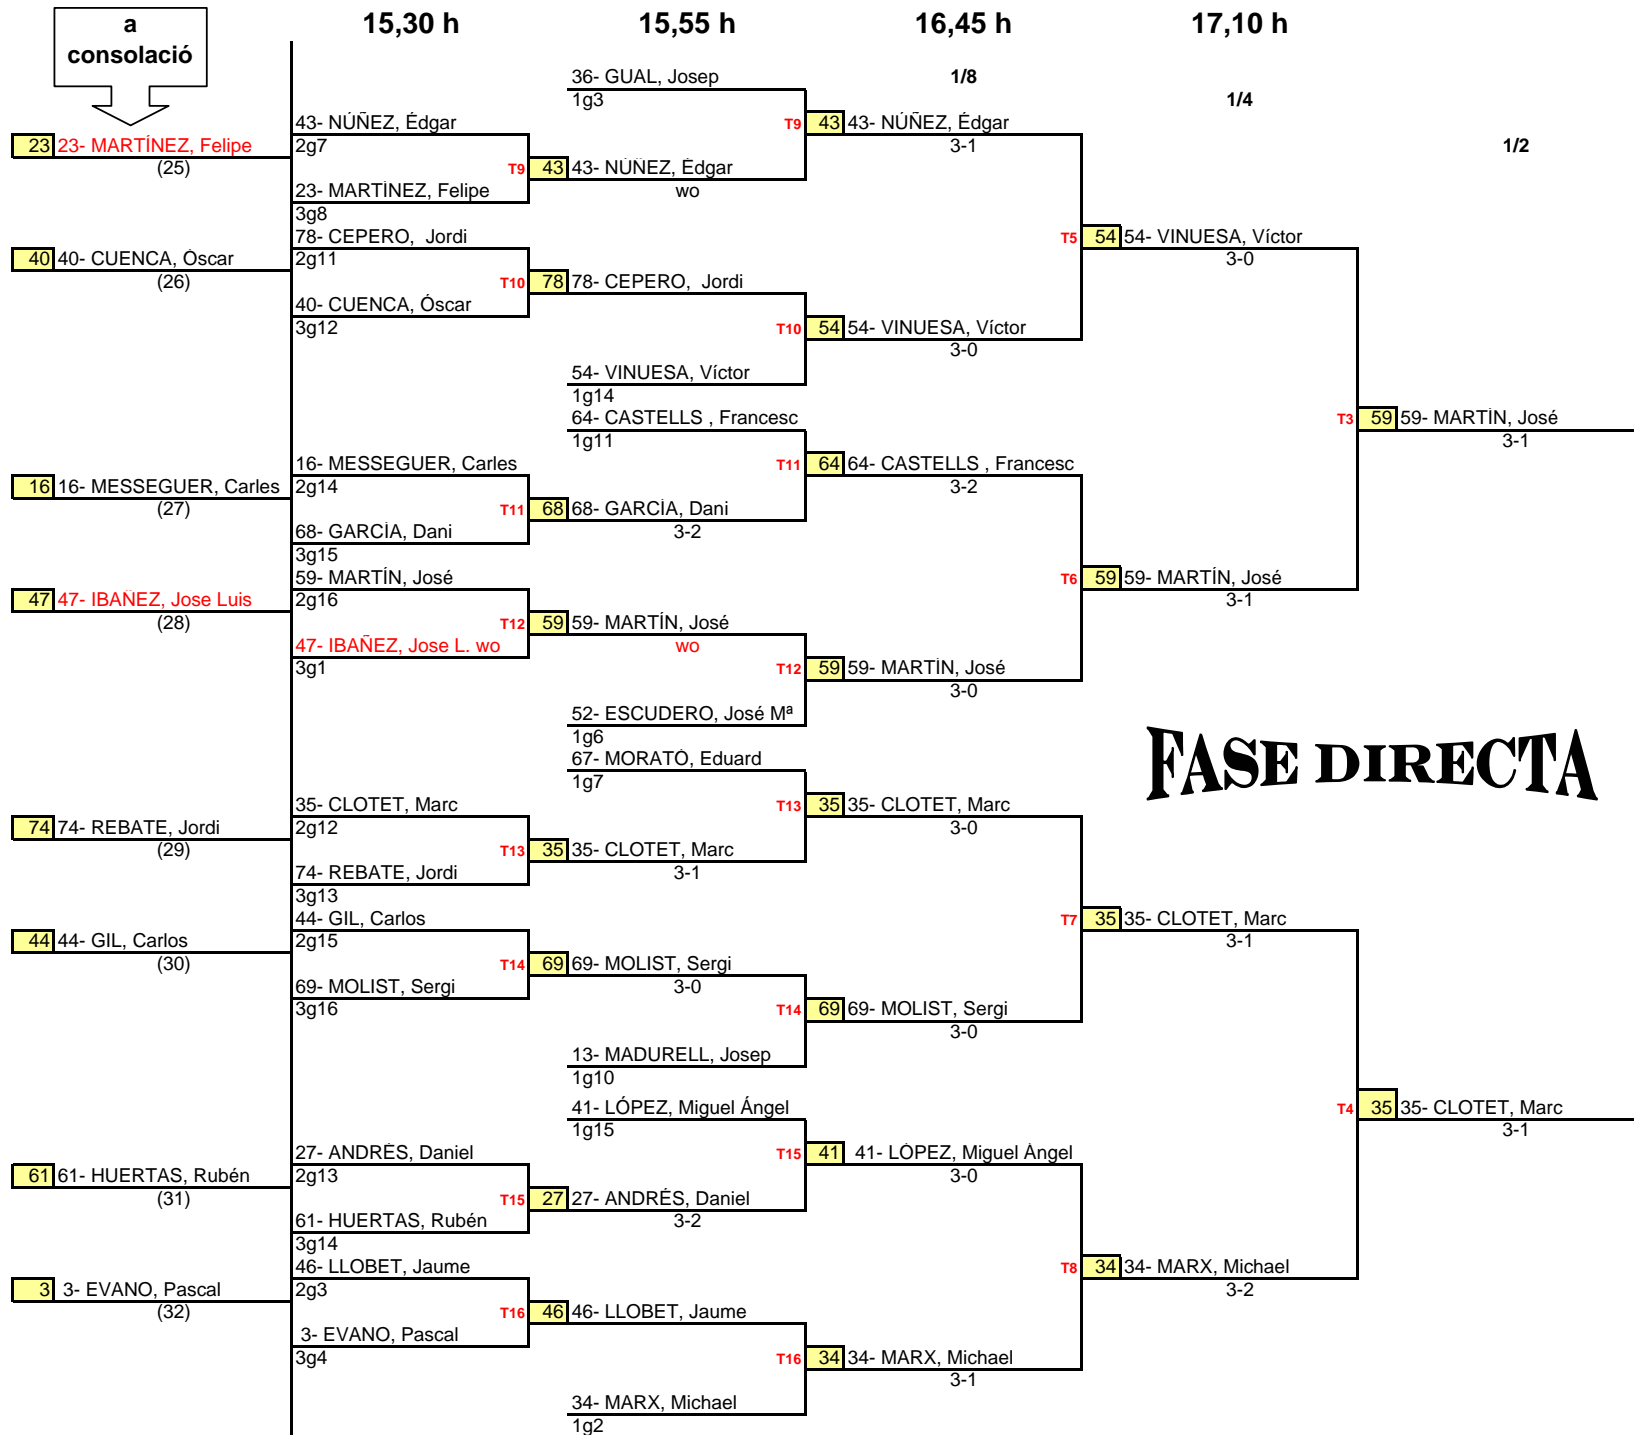 a
consolació
15,30 h
15,55 h
16,45 h
17,10 h
36- GUAL, Josep
1/8
1g3
1/4
43- NÚÑEZ, Édgar
T9 43 43- NÚÑEZ, Édgar
23 23- MARTÍNEZ, Felipe
2g7
3-1
1/2
(25)
T9 43 43- NÚÑEZ, Édgar
23- MARTÍNEZ, Felipe
wo
3g8
78- CEPERO, Jordi
T5 54 54- VINUESA, Víctor
40 40- CUENCA, Óscar
2g11
3-0
(26)
T10 78 78- CEPERO, Jordi
40- CUENCA, Óscar
3g12
T10 54 54- VINUESA, Víctor
3-0
54- VINUESA, Víctor
1g14
64- CASTELLS , Francesc
T3 59 59- MARTÍN, José
1g11
3-1
16- MESSEGUER, Carles
T11 64 64- CASTELLS , Francesc
16 16- MESSEGUER, Carles
2g14
3-2
(27)
T11 68 68- GARCÍA, Dani
68- GARCÍA, Dani
3-2
3g15
59- MARTÍN, José
T6 59 59- MARTÍN, José
47 47- IBAÑEZ, Jose Luis
2g16
3-1
(28)
T12 59 59- MARTÍN, José
47- IBAÑEZ, Jose L. wo
wo
3g1
T12 59 59- MARTÍN, José
3-0
52- ESCUDERO, José Mª
1g6
67- MORATÓ, Eduard
FASE DIRECTA
1g7
35- CLOTET, Marc
T13 35 35- CLOTET, Marc
74 74- REBATE, Jordi
2g12
3-0
(29)
T13 35 35- CLOTET, Marc
74- REBATE, Jordi
3-1
3g13
44- GIL, Carlos
T7 35 35- CLOTET, Marc
44 44- GIL, Carlos
2g15
3-1
(30)
T14 69 69- MOLIST, Sergi
69- MOLIST, Sergi
3-0
3g16
T14 69 69- MOLIST, Sergi
3-0
13- MADURELL, Josep
1g10
41- LÓPEZ, Miguel Ángel
T4 35 35- CLOTET, Marc
1g15
3-1
27- ANDRÉS, Daniel
T15 41 41- LÓPEZ, Miguel Ángel
61 61- HUERTAS, Rubén
2g13
3-0
(31)
T15 27 27- ANDRÉS, Daniel
61- HUERTAS, Rubén
3-2
3g14
46- LLOBET, Jaume
T8 34 34- MARX, Michael
3 3- EVANO, Pascal
2g3
3-2
(32)
T16 46 46- LLOBET, Jaume
3- EVANO, Pascal
3g4
T16 34 34- MARX, Michael
3-1
34- MARX, Michael
1g2